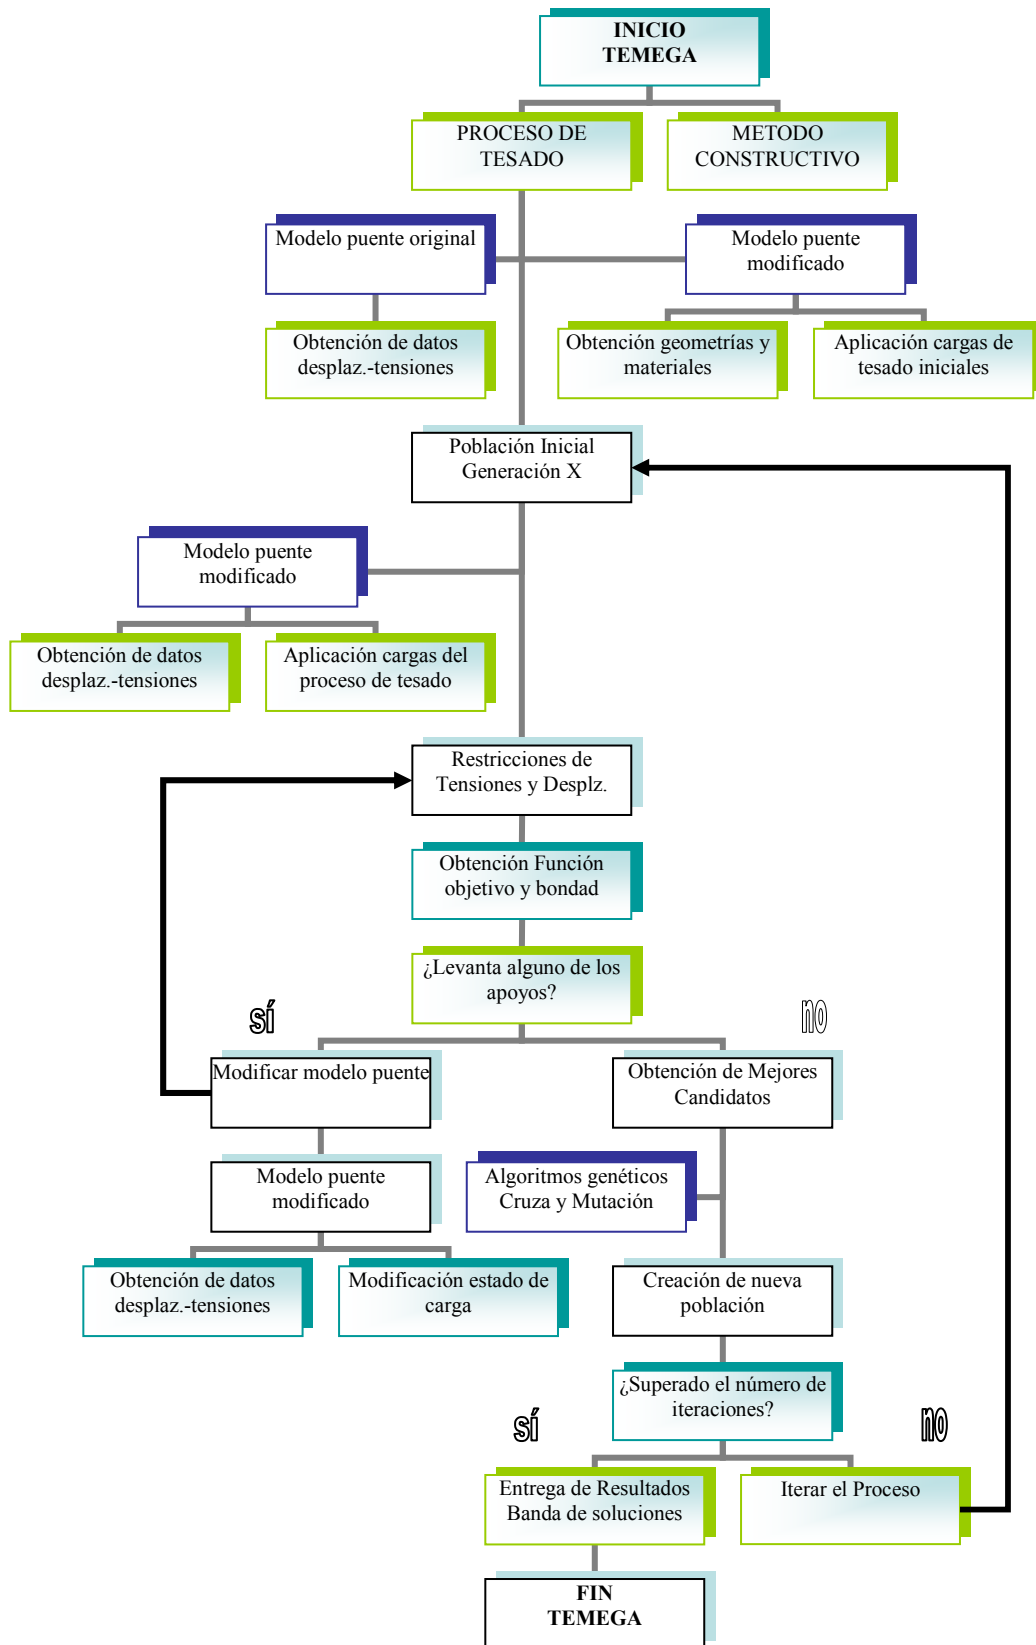 INICIO
TEMEGA
PROCESO DE
TESADO
METODO
CONSTRUCTIVO
Modelo puente original
Modelo puente
modificado
Obtención de datos
desplaz.-tensiones
Obtención geometrías y
materiales
Aplicación cargas de
tesado iniciales
Población Inicial
Generación X
Modelo puente
modificado
Obtención de datos
desplaz.-tensiones
Aplicación cargas del
proceso de tesado
Restricciones de
Tensiones y Desplz.
Obtención Función
objetivo y bondad
¿Levanta alguno de los
apoyos?
sí
no
Modificar modelo puente
Obtención de Mejores
Candidatos
Modelo puente
modificado
Algoritmos genéticos
Cruza y Mutación
Obtención de datos
desplaz.-tensiones
Modificación estado de
carga
Creación de nueva
población
¿Superado el número de
iteraciones?
sí
no
Entrega de Resultados
Banda de soluciones
Iterar el Proceso
FIN
TEMEGA